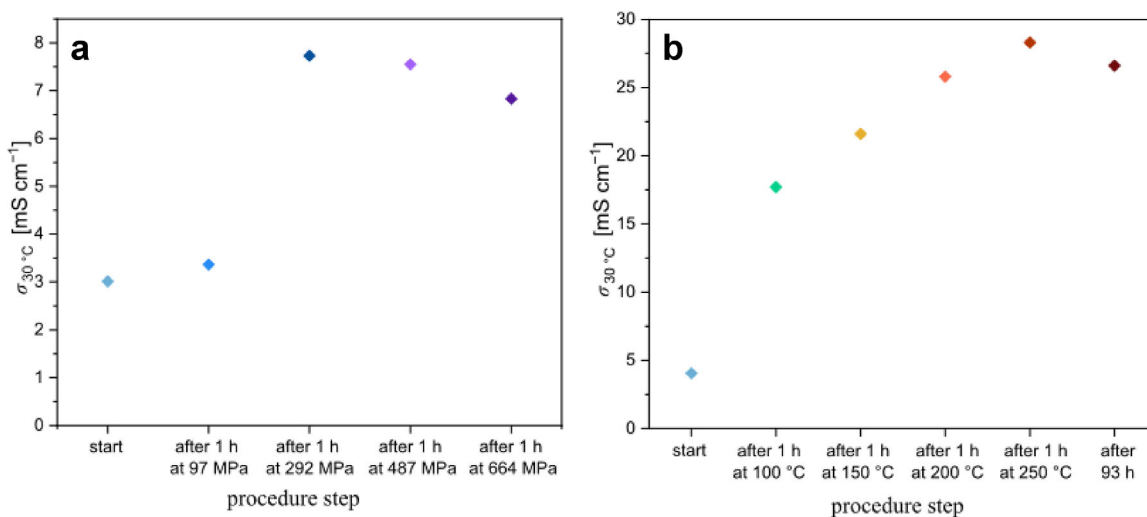 a
σ30 °C [mS cm−1]
8
7
6
5
4
3
2
1
0
start
after 1 h
at 97 MPa
after 1 h
at 292 MPa
after 1 h
at 487 MPa
after 1 h
at 664 MPa
procedure step
b
σ30 °C [mS cm−1]
30
25
20
15
10
5
0
start
after 1 h
at 100 °C
after 1 h
at 150 °C
after 1 h
at 200 °C
after 1 h
at 250 °C
after
93 h
procedure step